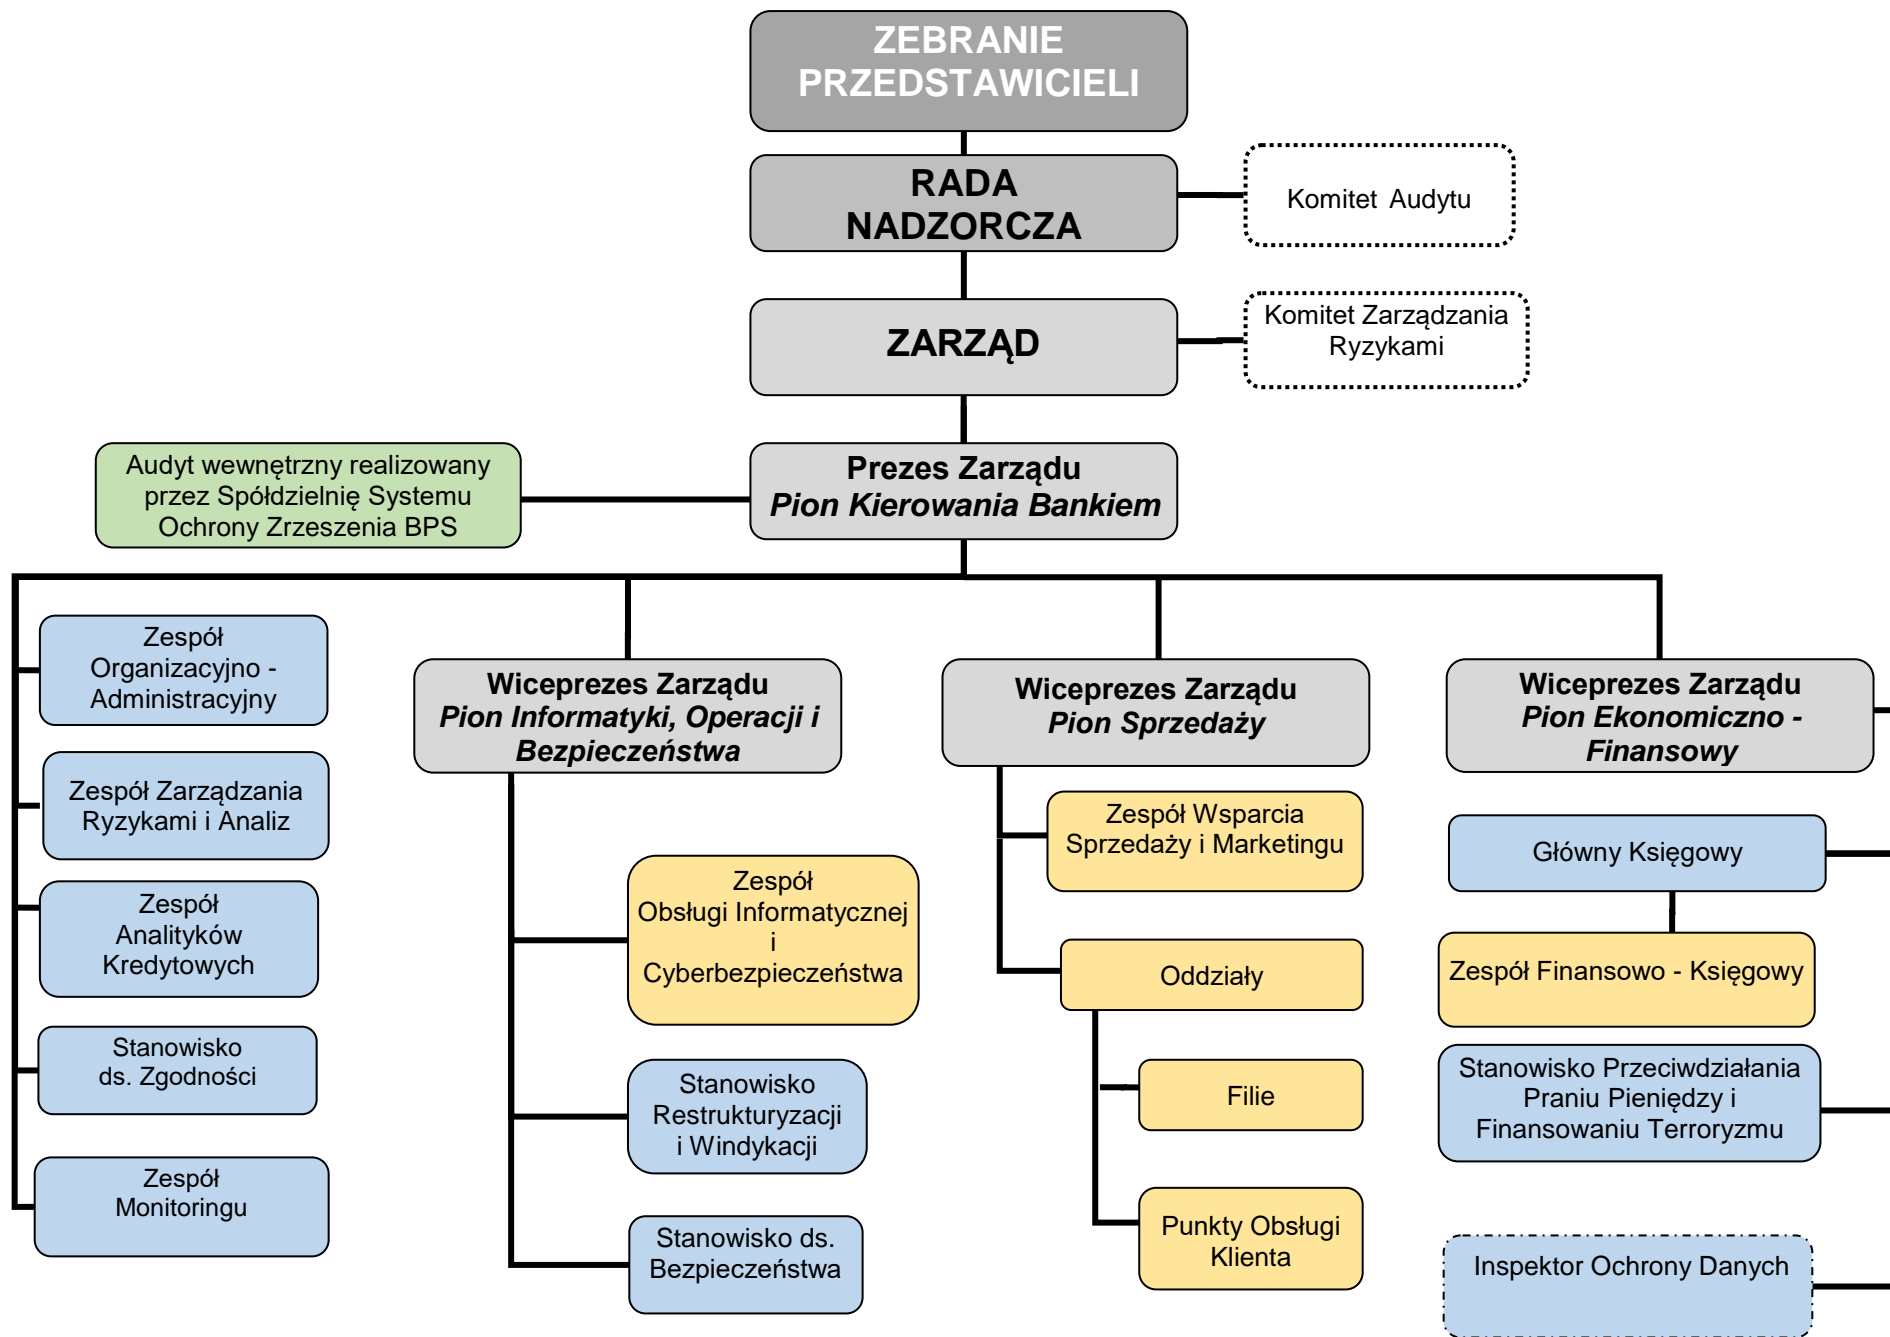 ZEBRANIE
PRZEDSTAWICIELI
RADA
NADZORCZA
Komitet Audytu
ZARZĄD
Komitet Zarządzania
Ryzykami
Audyt wewnętrzny realizowany
przez Spółdzielnię Systemu
Ochrony Zrzeszenia BPS
Prezes Zarządu
Pion Kierowania Bankiem
Zespół
Organizacyjno -
Administracyjny
Zespół Zarządzania
Ryzykami i Analiz
Zespół
Analityków
Kredytowych
Stanowisko
ds. Zgodności
Zespół
Monitoringu
Wiceprezes Zarządu
Pion Informatyki, Operacji i
Bezpieczeństwa
Zespół
Obsługi Informatycznej
i
Cyberbezpieczeństwa
Stanowisko
Restrukturyzacji
i Windykacji
Stanowisko ds.
Bezpieczeństwa
Wiceprezes Zarządu
Pion Sprzedaży
Zespół Wsparcia
Sprzedaży i Marketingu
Oddziały
Filie
Punkty Obsługi
Klienta
Wiceprezes Zarządu
Pion Ekonomiczno -
Finansowy
Główny Księgowy
Zespół Finansowo - Księgowy
Stanowisko Przeciwdziałania
Praniu Pieniędzy i
Finansowaniu Terroryzmu
Inspektor Ochrony Danych